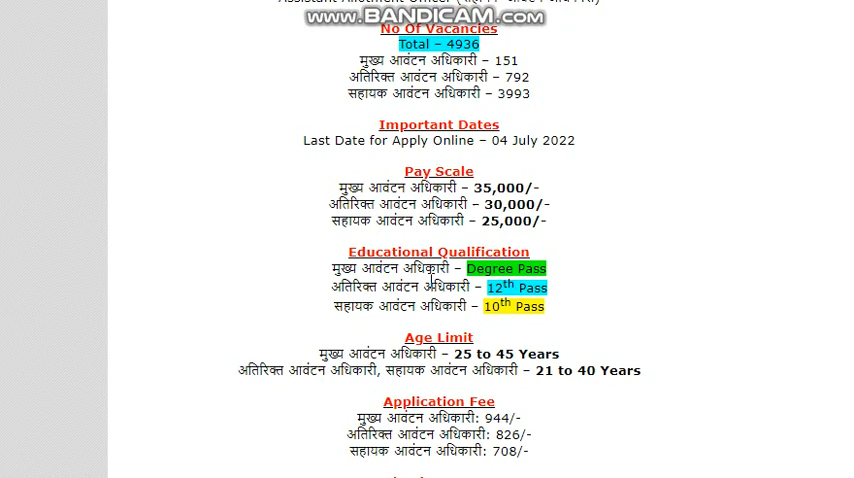 www.BANDICAM.com
No Of Vacancies
Total – 4936
मुख्य आवंटन अधिकारी – 151
अतिरिक्त आवंटन अधिकारी – 792
सहायक आवंटन अधिकारी – 3993
Important Dates
Last Date for Apply Online – 04 July 2022
Pay Scale
मुख्य आवंटन अधिकारी – 35,000/-
अतिरिक्त आवंटन अधिकारी – 30,000/-
सहायक आवंटन अधिकारी – 25,000/-
Educational Qualification
मुख्य आवंटन अधिकारी – Degree Pass
अतिरिक्त आवंटन अधिकारी – 12th Pass
सहायक आवंटन अधिकारी – 10th Pass
Age Limit
मुख्य आवंटन अधिकारी – 25 to 45 Years
अतिरिक्त आवंटन अधिकारी, सहायक आवंटन अधिकारी – 21 to 40 Years
Application Fee
मुख्य आवंटन अधिकारी: 944/-
अतिरिक्त आवंटन अधिकारी: 826/-
सहायक आवंटन अधिकारी: 708/-